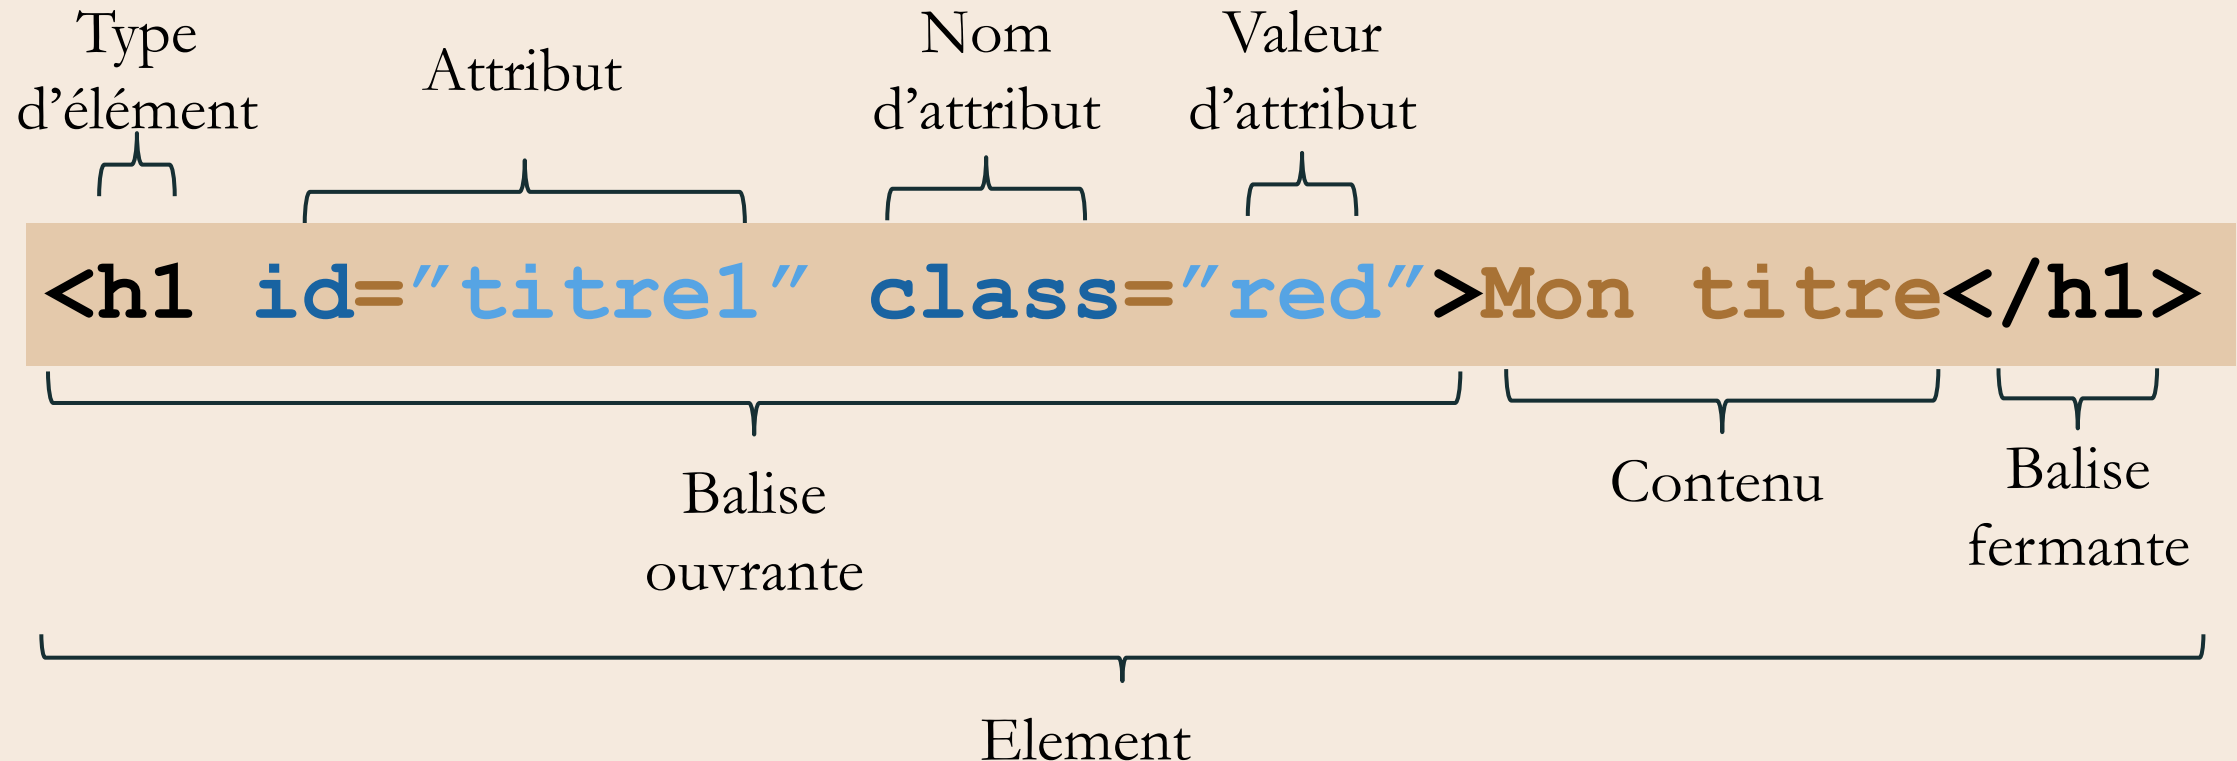 Type
d’élément
Attribut
Nom
d’attribut
Valeur
d’attribut
<h1 id=″titre1″ class=″red″>Mon titre</h1>
Balise
ouvrante
Contenu
Balise
fermante
Element